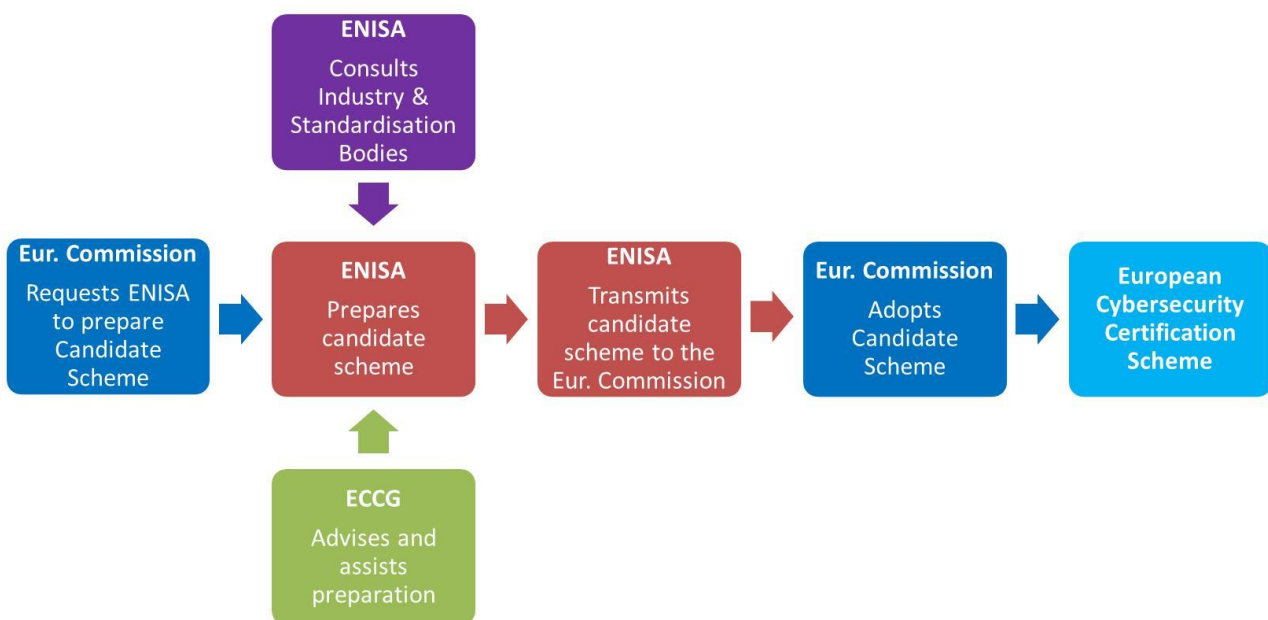 ENISA
Consults
Industry &
Standardisation
Bodies
Eur. Commission
Requests ENISA
to prepare
Candidate
Scheme
ENISA
Prepares
candidate
scheme
ENISA
Transmits
candidate
scheme to the
Eur. Commission
Eur. Commission
Adopts
Candidate
Scheme
European
Cybersecurity
Certification
Scheme
ECCG
Advises and
assists
preparation